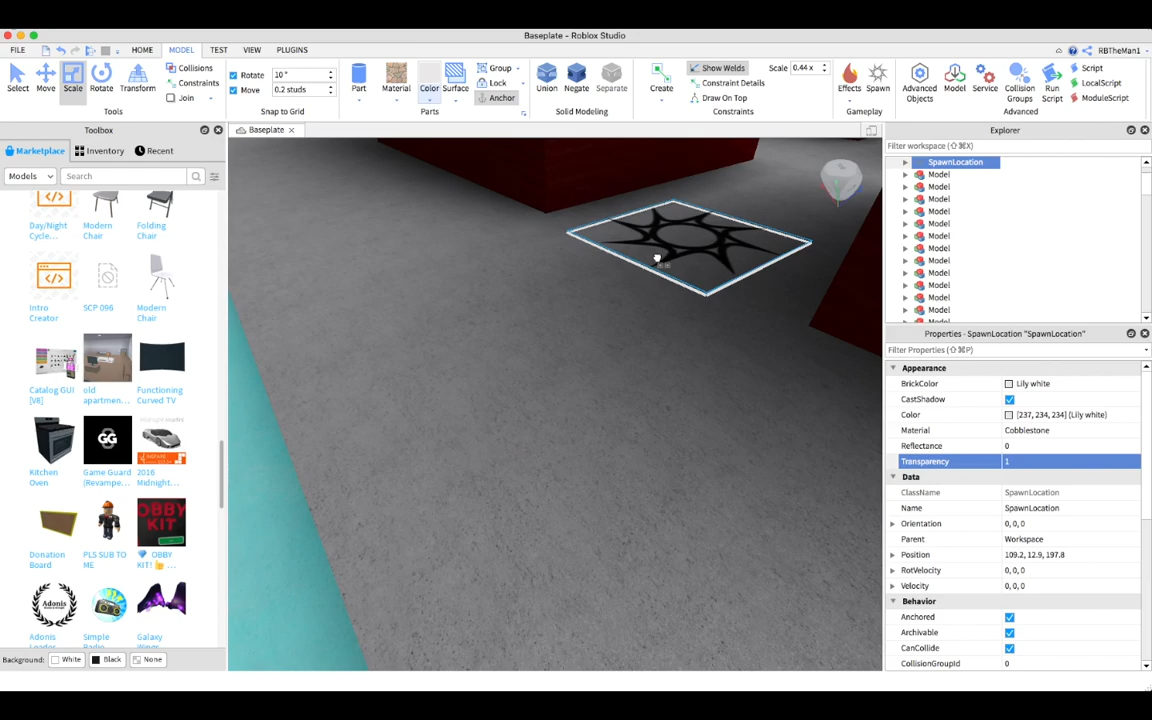 Baseplate - Roblox Studio
FILE HOME MODEL TEST VIEW PLUGINS RBTheMan1
Select Move Scale Rotate Transform
Collisions
Constraints
Join
Tools
Rotate 10 °
Move 0.2 studs
Snap to Grid
Part Material Color Surface
Group
Lock
Anchor
Parts
Union Negate Separate
Solid Modeling
Create
Show Welds Scale 0.44 x
Constraint Details
Draw On Top
Constraints
Effects Spawn
Gameplay
Advanced Objects
Model
Service
Collision Groups
Run Script
Script
LocalScript
ModuleScript
Advanced
Toolbox
Marketplace Inventory Recent
Models Search
Day/Night Cycle...
Modern Chair
Folding Chair
Intro Creator
SCP 096
Modern Chair
Catalog GUI [V8]
old apartmen...
Functioning Curved TV
GG
Kitchen Oven
Game Guard (Revampe...
2016 Midnight...
OBBY KIT
Donation Board
PLS SUB TO ME
💎 OBBY KIT! 👍 ...
Adonis
Adonis Loader
Simple Radio
Galaxy Wings
Background: White Black None
Baseplate
Explorer
Filter workspace (⇧⌘X)
SpawnLocation
Model
Model
Model
Model
Model
Model
Model
Model
Model
Model
Model
Model
Model
Properties - SpawnLocation "SpawnLocation"
Filter Properties (⇧⌘P)
Appearance
BrickColor Lily white
CastShadow
Color [237, 234, 234] (Lily white)
Material Cobblestone
Reflectance 0
Transparency 1
Data
ClassName SpawnLocation
Name SpawnLocation
Orientation 0, 0, 0
Parent Workspace
Position 109.2, 12.9, 197.8
RotVelocity 0, 0, 0
Velocity 0, 0, 0
Behavior
Anchored
Archivable
CanCollide
CollisionGroupId 0